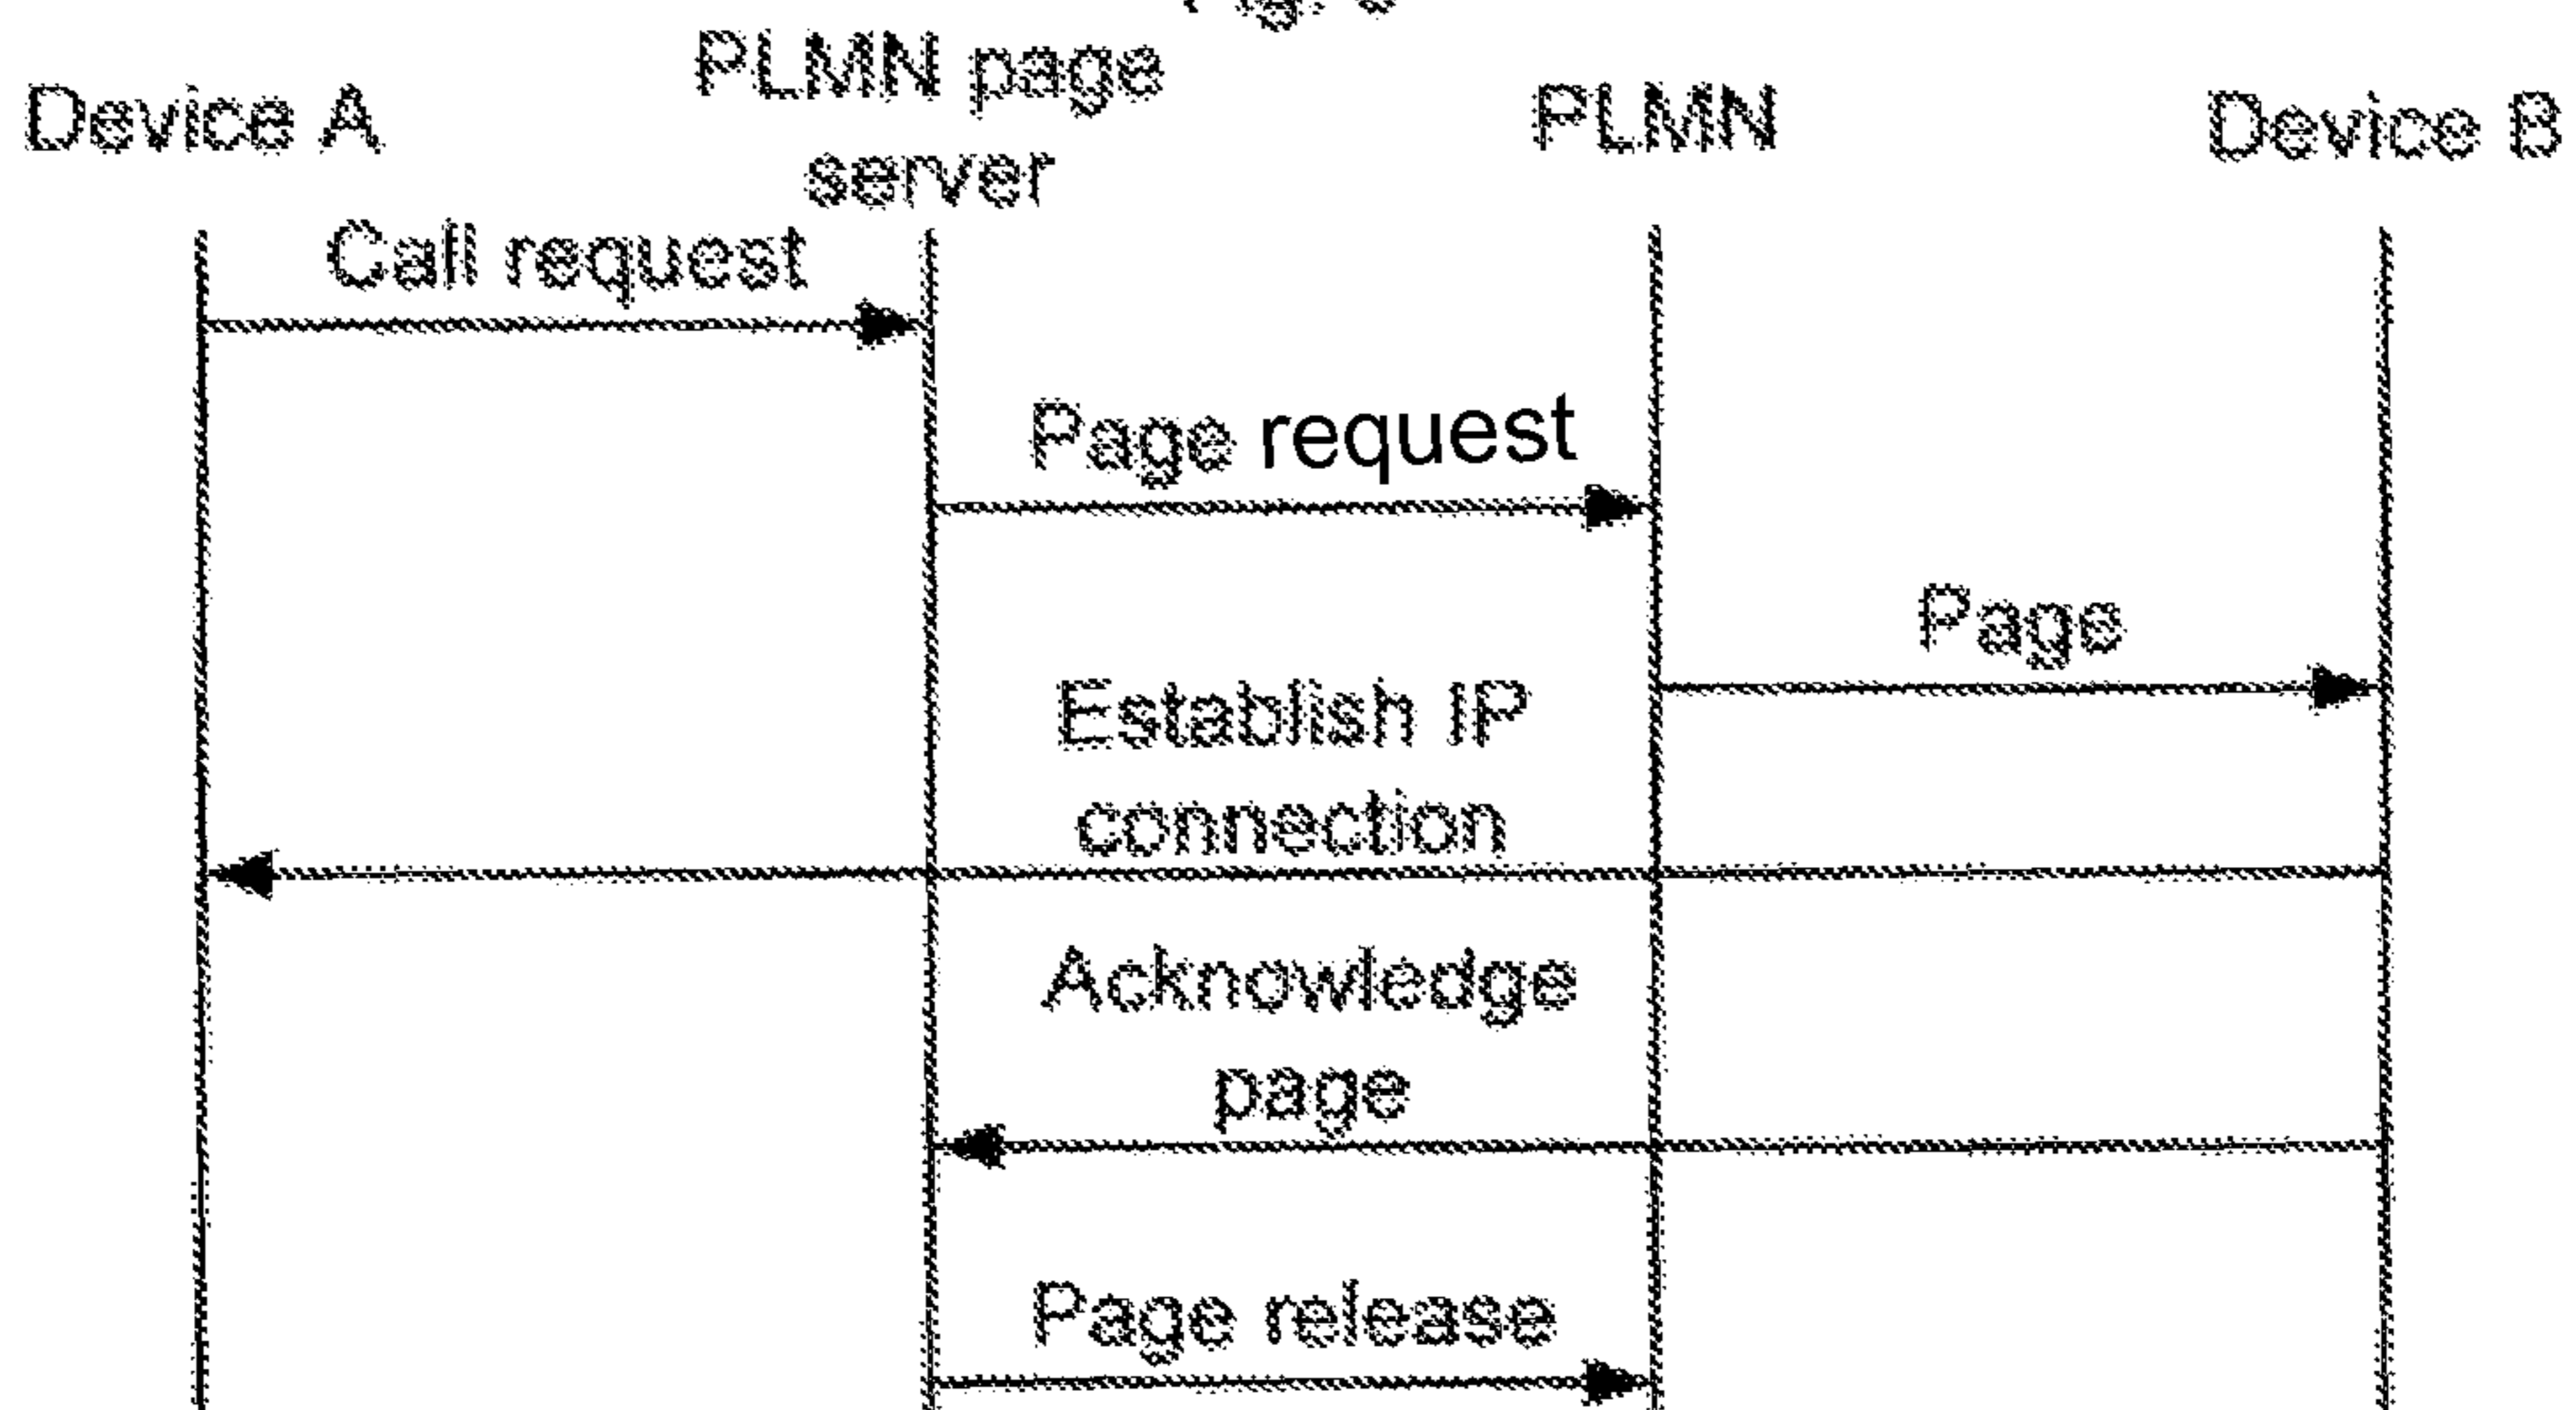 PLMN page
Device A
PLMN
Device B
server
Call request
Page request
Page
Establish IP
connection
Acknowledge
page
Page release